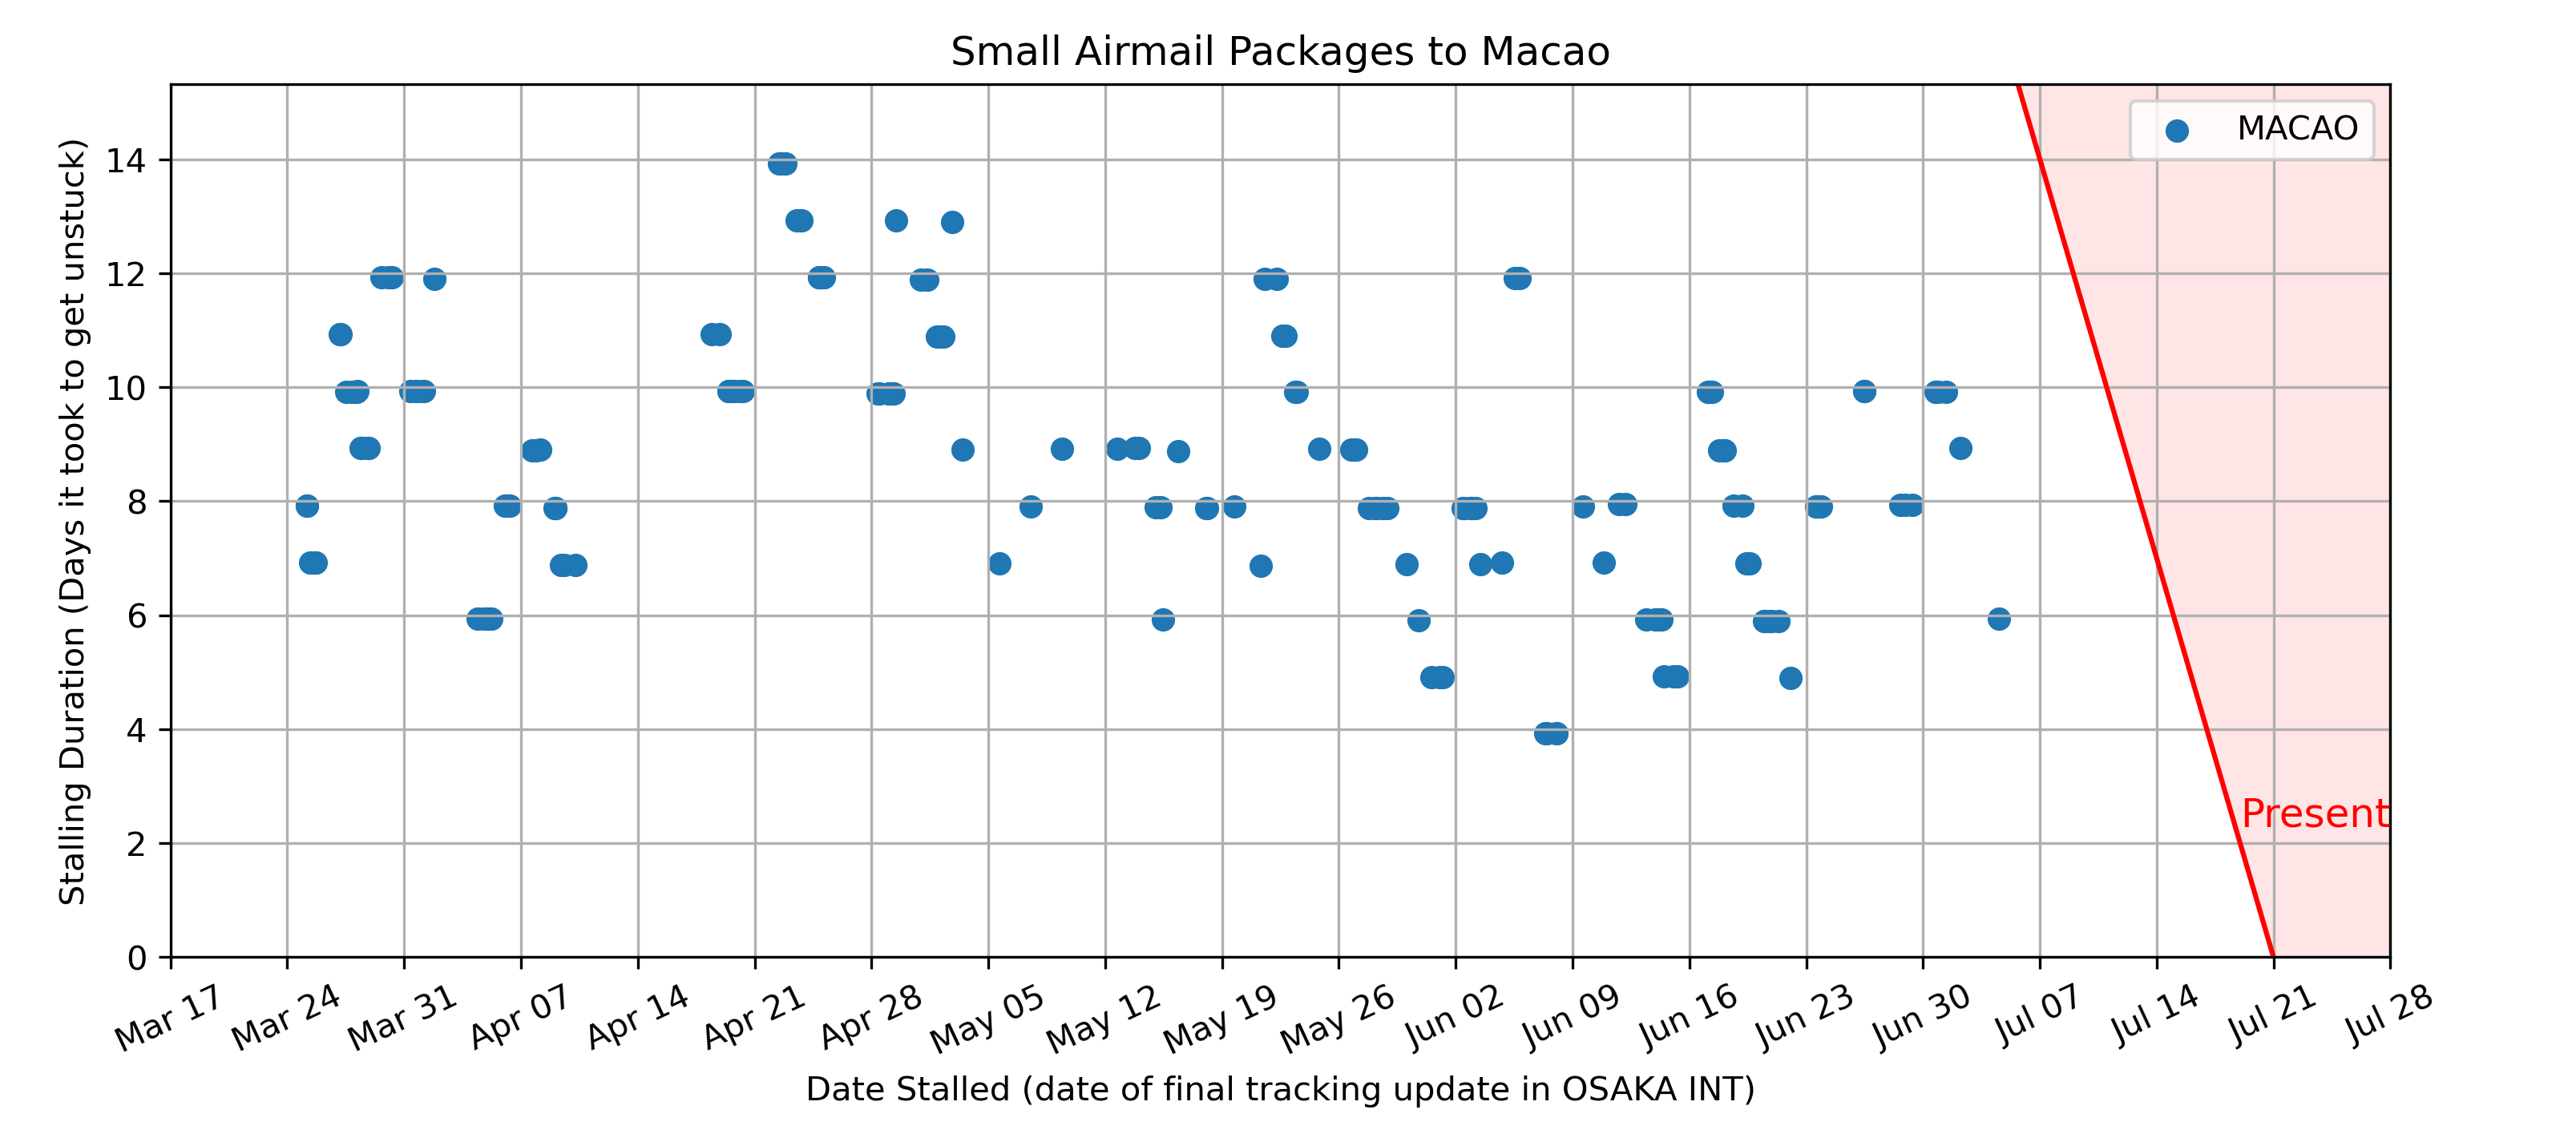 Small Airmail Packages to Macao
MACAO
Stalling Duration (Days it took to get unstuck)
14
12
10
8
6
4
2
0
Present
Mar 17
Mar 24
Mar 31
Apr 07
Apr 14
Apr 21
Apr 28
May 05
May 12
May 19
May 26
Jun 02
Jun 09
Jun 16
Jun 23
Jun 30
Jul 07
Jul 14
Jul 21
Jul 28
Date Stalled (date of final tracking update in OSAKA INT)